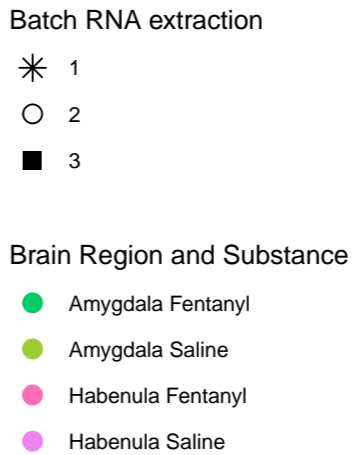 Batch RNA extraction
1
2
3
Brain Region and Substance
Amygdala Fentanyl
Amygdala Saline
Habenula Fentanyl
Habenula Saline